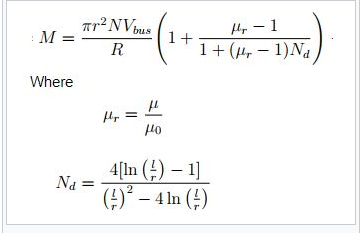 M = πr²NV_bus / R (1 + (μ_r − 1) / (1 + (μ_r − 1)N_d))
Where
μ_r = μ / μ_0
N_d = 4[ln (l/r) − 1] / ((l/r)² − 4 ln (l/r))